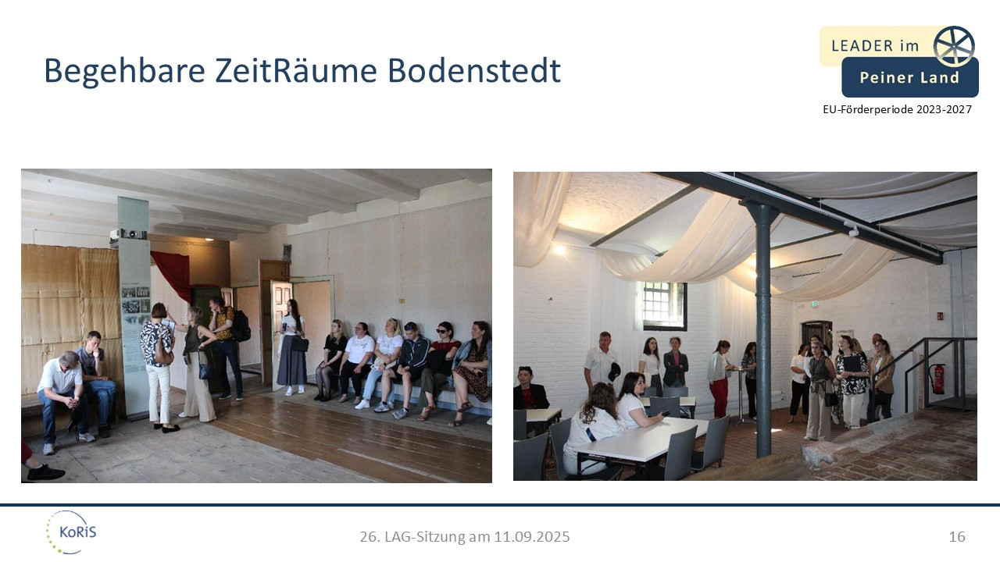 Begehbare ZeitRäume Bodenstedt
LEADER im
Peiner Land
EU-Förderperiode 2023-2027
KoRiS
26. LAG-Sitzung am 11.09.2025
16